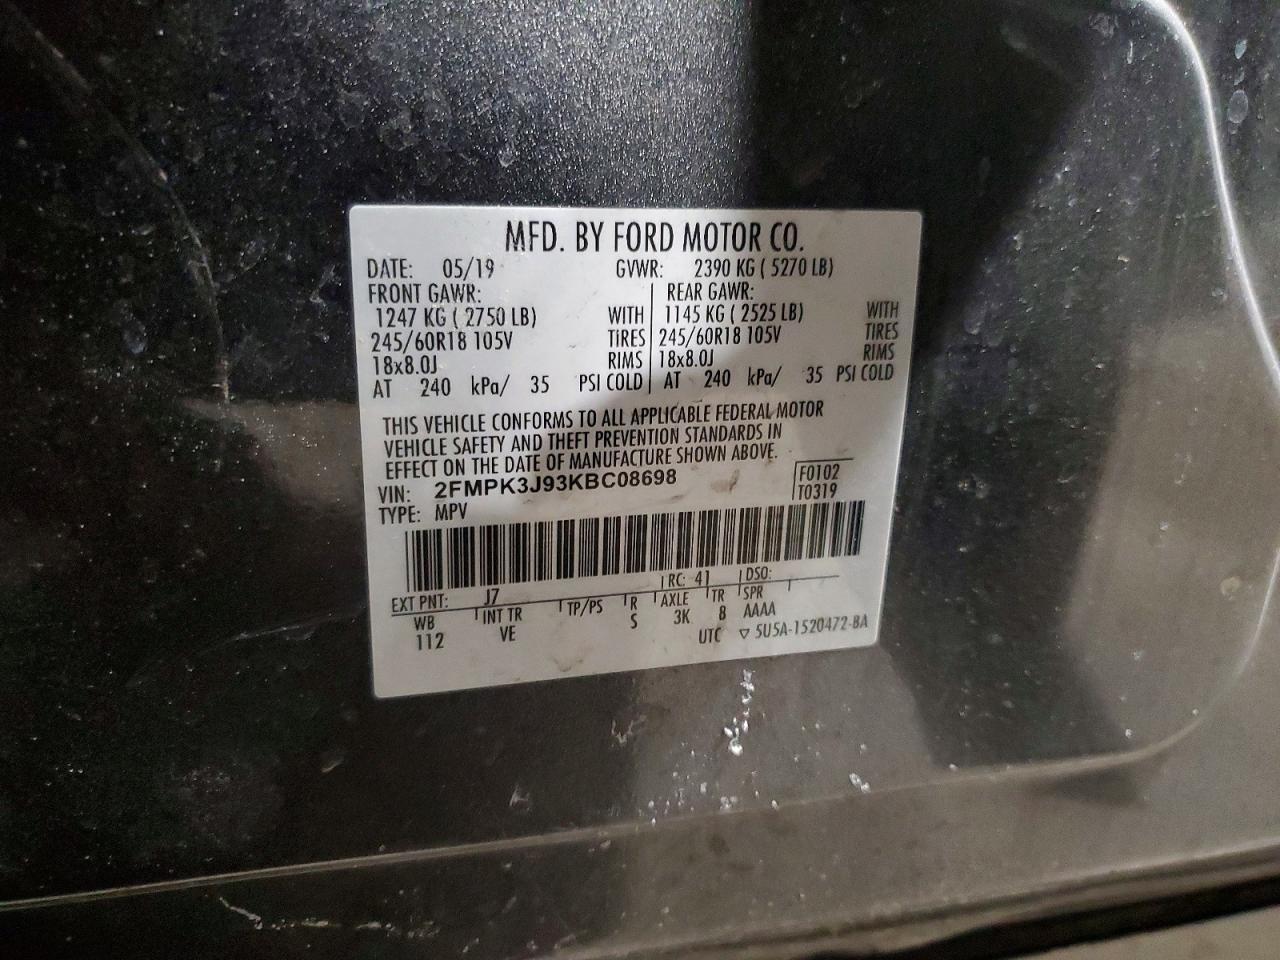 MFD. BY FORD MOTOR CO.
DATE: 05/19 GVWR: 2390 KG ( 5270 LB)
FRONT GAWR: REAR GAWR:
1247 KG ( 2750 LB) WITH 1145 KG ( 2525 LB) WITH
245/60R18 105V TIRES 245/60R18 105V TIRES
18x8.0J RIMS 18x8.0J RIMS
AT 240 kPa/ 35 PSI COLD AT 240 kPa/ 35 PSI COLD
THIS VEHICLE CONFORMS TO ALL APPLICABLE FEDERAL MOTOR
VEHICLE SAFETY AND THEFT PREVENTION STANDARDS IN
EFFECT ON THE DATE OF MANUFACTURE SHOWN ABOVE.
VIN: 2FMPK3J93KBC08698 F0102
TYPE: MPV T0319
EXT PNT: J7 RC: 41 DSO:
WB INT TR TP/PS R AXLE TR SPR
112 VE S 3K 8 AAAA
UTC ▽ 5U5A-1520472-BA